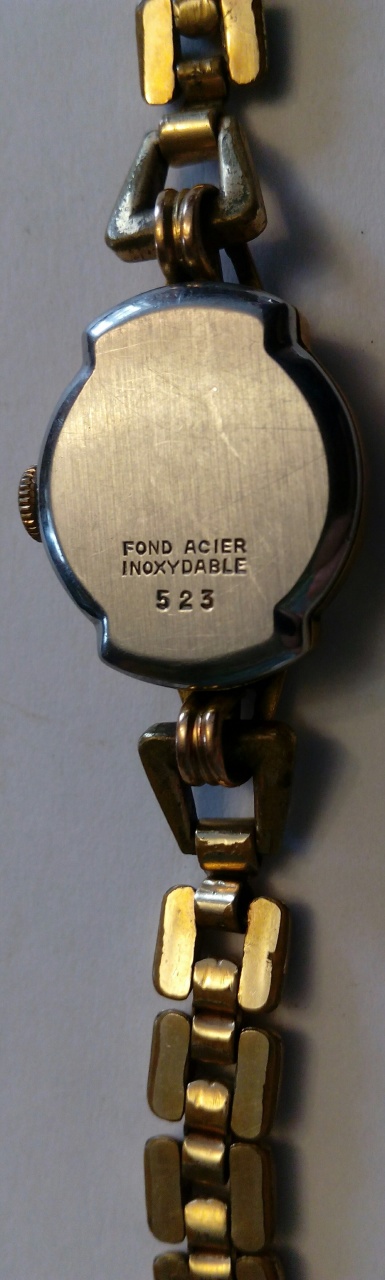 FOND ACIER
INOXYDABLE
523